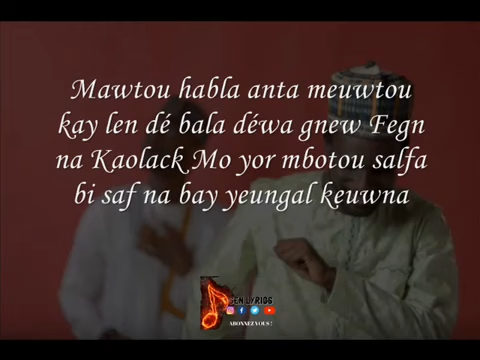 Mawtou habla anta meuwtou
kay len dé bala déwa gnew Fegn
na Kaolack Mo yor mbotou salfa
bi saf na bay yeungal keuwna
SEN LYRICS
ABONNEZ VOUS !